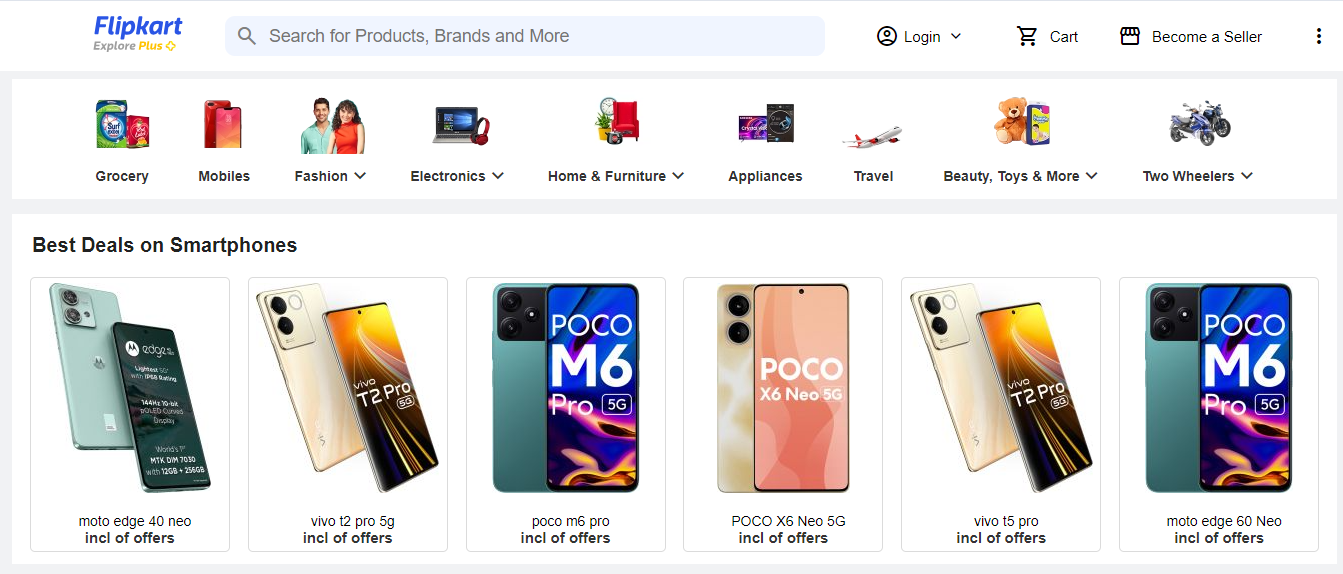 Flipkart
Explore Plus
Search for Products, Brands and More
Login
Cart
Become a Seller
Grocery
Mobiles
Fashion
Electronics
Home & Furniture
Appliances
Travel
Beauty, Toys & More
Two Wheelers
Best Deals on Smartphones
edge
Lightest 5G
with IP68 Rating
144Hz 10-bit
pOLED Curved
Display
World's 1st
MTK DIM 7030
with 12GB + 256GB
moto edge 40 neo
incl of offers
vivo
T2 Pro
5G
vivo t2 pro 5g
incl of offers
POCO
M6
Pro 5G
poco m6 pro
incl of offers
POCO
X6 Neo 5G
POCO X6 Neo 5G
incl of offers
vivo
T2 Pro
5G
vivo t5 pro
incl of offers
POCO
M6
Pro 5G
moto edge 60 Neo
incl of offers